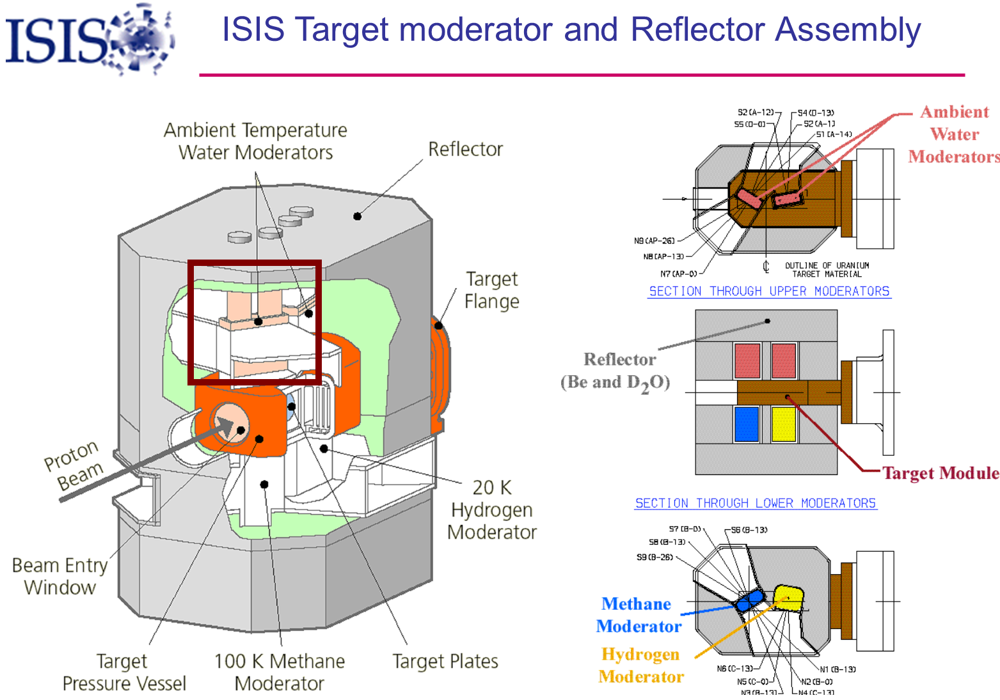 ISIS
ISIS Target moderator and Reflector Assembly
Ambient Temperature
Water Moderators
Reflector
Target
Flange
Proton
Beam
20 K
Hydrogen
Moderator
Beam Entry
Window
Target
Pressure Vessel
100 K Methane
Moderator
Target Plates
S2(A-12)
S4(D-13)
S5(D-0)
S2(A-1)
S1(A-14)
Ambient
Water
Moderators
N9(AP-26)
N8(AP-13)
N7(AP-0)
OUTLINE OF URANIUM
TARGET MATERIAL
SECTION THROUGH UPPER MODERATORS
Reflector
(Be and D2O)
Target Module
SECTION THROUGH LOWER MODERATORS
S7(B-0)
S6(B-13)
S8(B-13)
S9(B-26)
Methane
Moderator
Hydrogen
Moderator
N6(C-13)
N1(B-13)
N5(C-0)
N2(B-0)
N3(B-13)
N4(C-13)